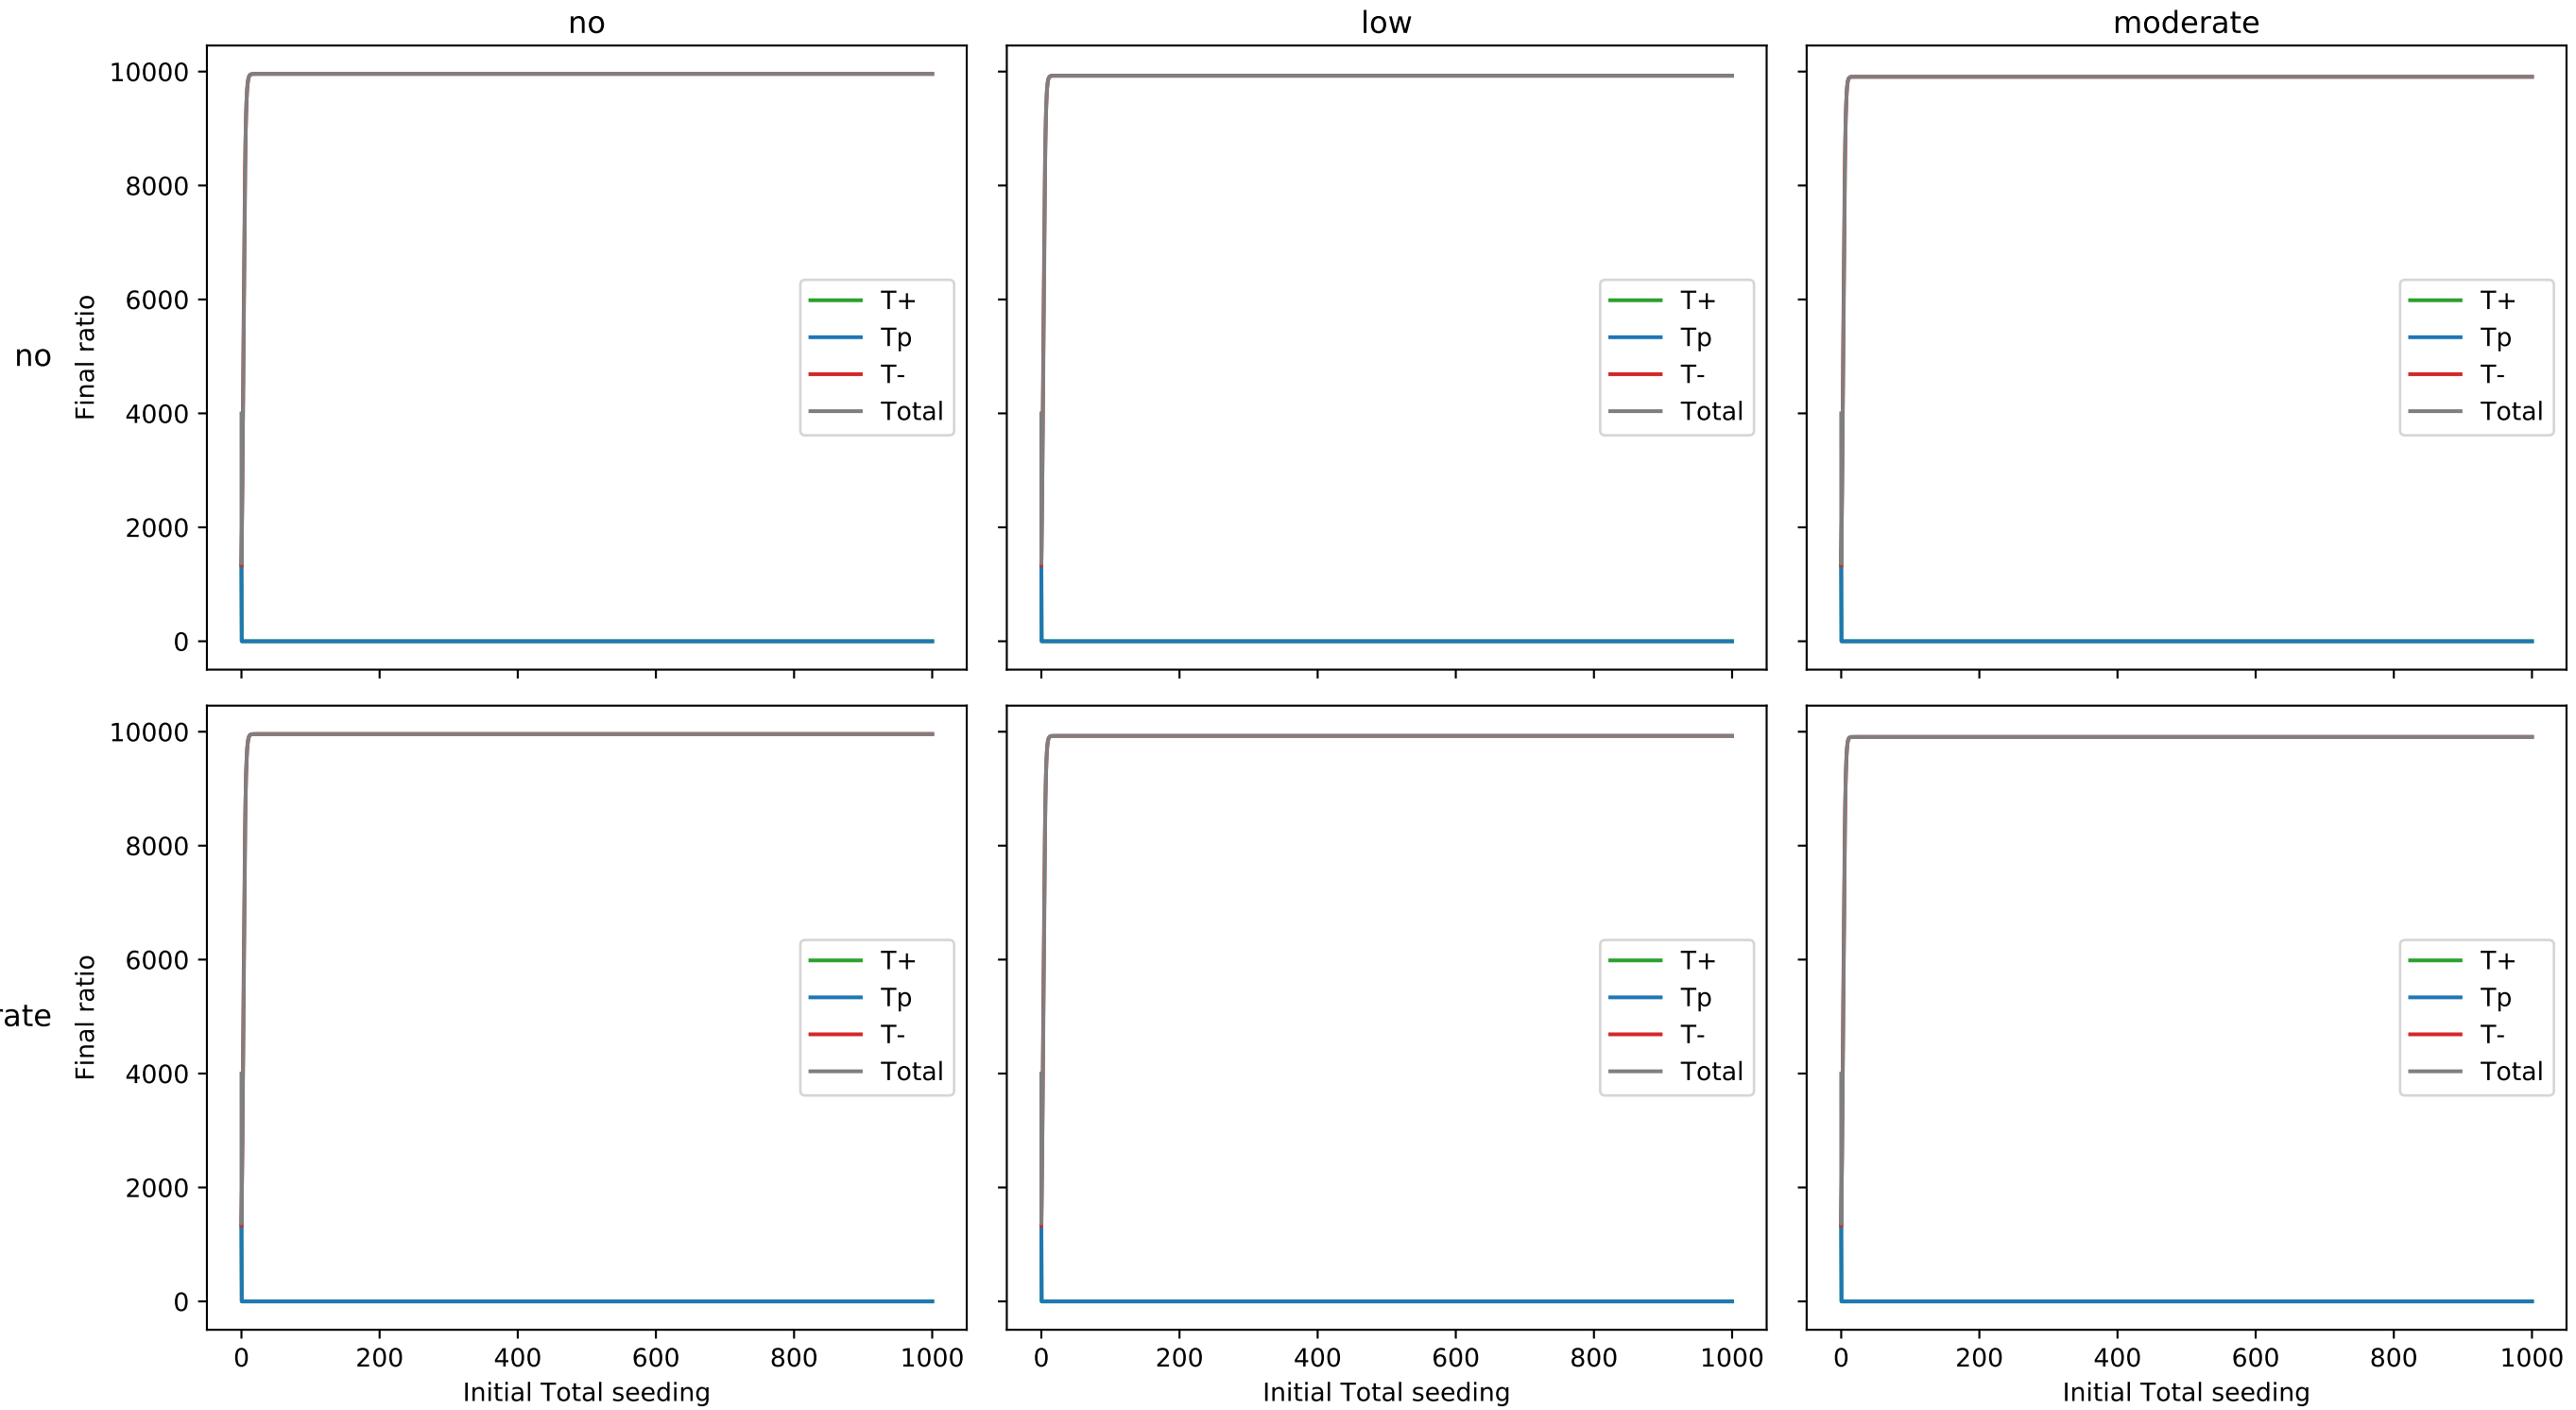 no low moderate
10000
8000
6000
4000
2000
0
no
Final ratio
T+
Tp
T-
Total
T+
Tp
T-
Total
T+
Tp
T-
Total
10000
8000
6000
4000
2000
0
rate
Final ratio
T+
Tp
T-
Total
T+
Tp
T-
Total
T+
Tp
T-
Total
0 200 400 600 800 1000
0 200 400 600 800 1000
0 200 400 600 800 1000
Initial Total seeding
Initial Total seeding
Initial Total seeding